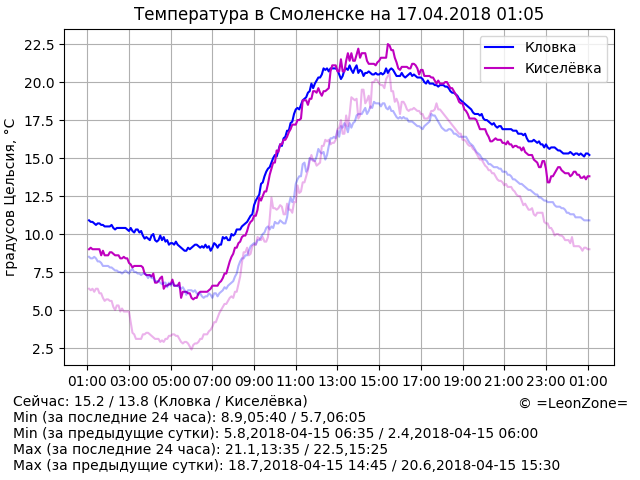 Температура в Смоленске на 17.04.2018 01:05
градусов Цельсия, °C
22.5
20.0
17.5
15.0
12.5
10.0
7.5
5.0
2.5
Кловка
Киселёвка
01:00 03:00 05:00 07:00 09:00 11:00 13:00 15:00 17:00 19:00 21:00 23:00 01:00
Сейчас: 15.2 / 13.8 (Кловка / Киселёвка)
© =LeonZone=
Min (за последние 24 часа): 8.9,05:40 / 5.7,06:05
Min (за предыдущие сутки): 5.8,2018-04-15 06:35 / 2.4,2018-04-15 06:00
Max (за последние 24 часа): 21.1,13:35 / 22.5,15:25
Max (за предыдущие сутки): 18.7,2018-04-15 14:45 / 20.6,2018-04-15 15:30